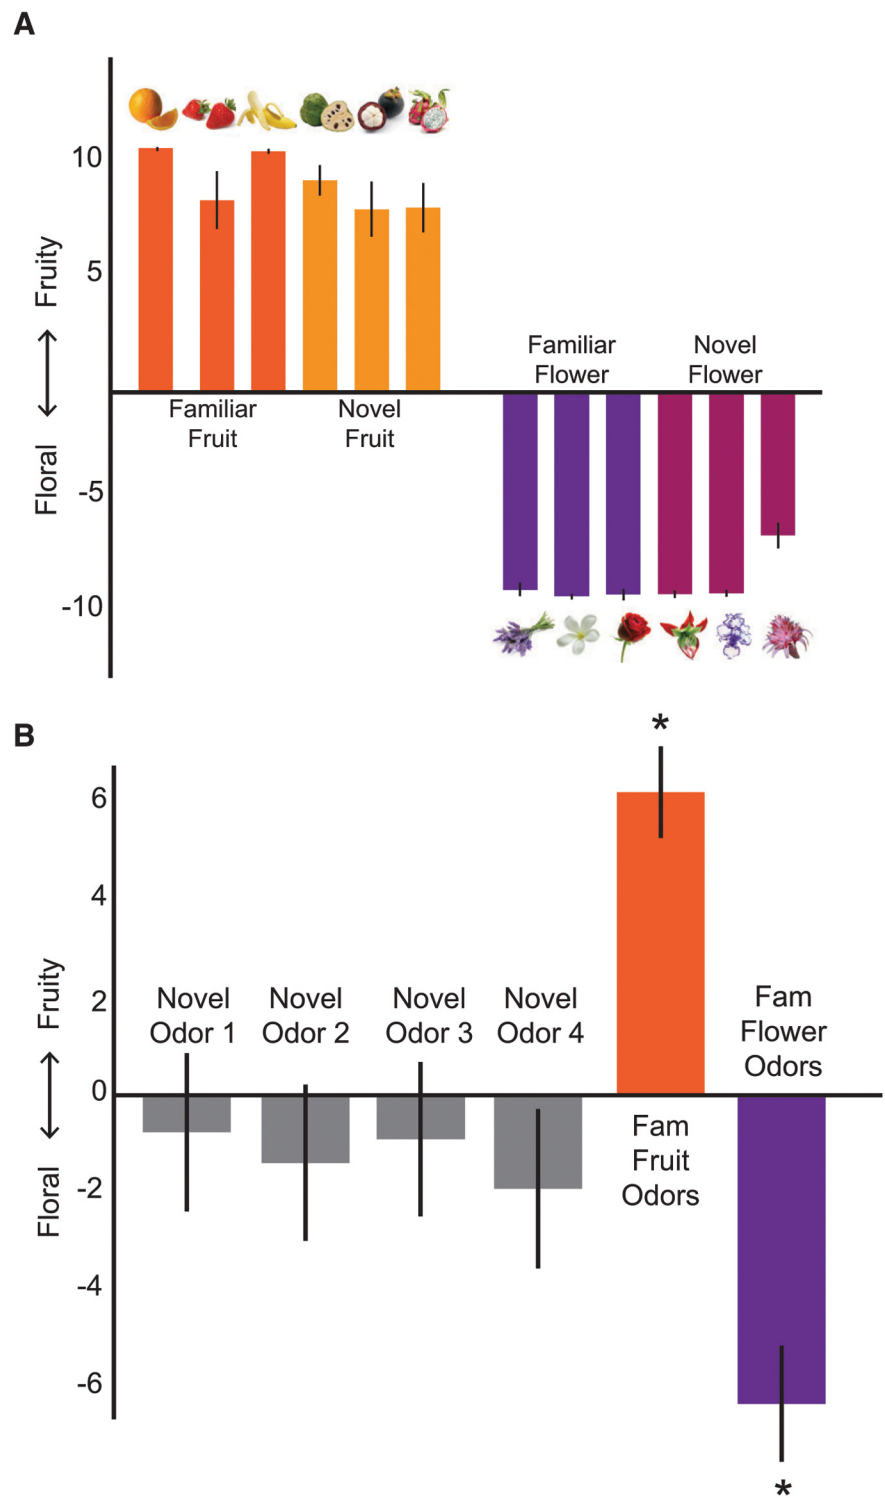 A
10
5
-5
-10
Fruity
Floral
Familiar
Fruit
Novel
Fruit
Familiar
Flower
Novel
Flower
B
6
4
2
0
-2
-4
-6
Fruity
Floral
Novel
Odor 1
Novel
Odor 2
Novel
Odor 3
Novel
Odor 4
*
Fam
Fruit
Odors
Fam
Flower
Odors
*